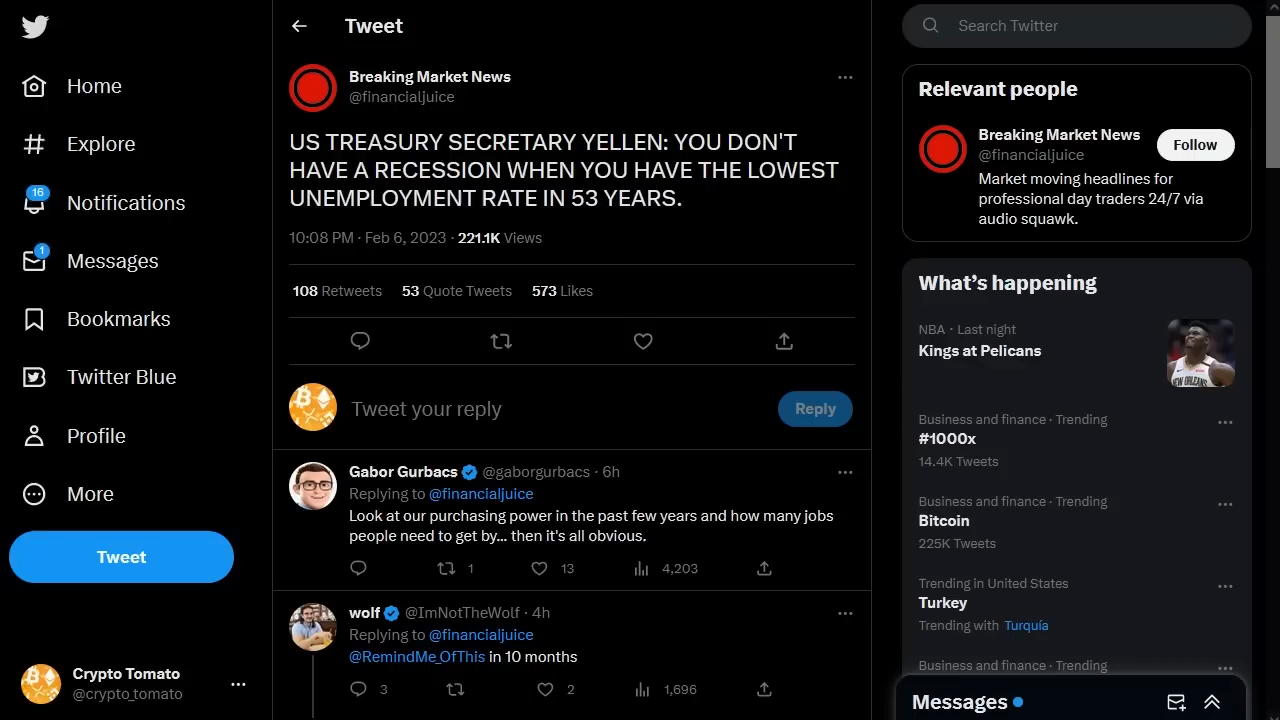 Home
Explore
16
Notifications
1
Messages
Bookmarks
Twitter Blue
Profile
More
Tweet
Crypto Tomato
@crypto_tomato
Tweet
Breaking Market News
@financialjuice
US TREASURY SECRETARY YELLEN: YOU DON'T
HAVE A RECESSION WHEN YOU HAVE THE LOWEST
UNEMPLOYMENT RATE IN 53 YEARS.
10:08 PM · Feb 6, 2023 · 221.1K Views
108 Retweets 53 Quote Tweets 573 Likes
Tweet your reply
Reply
Gabor Gurbacs @gaborgurbacs · 6h
Replying to @financialjuice
Look at our purchasing power in the past few years and how many jobs
people need to get by... then it's all obvious.
1 13 4,203
wolf @ImNotTheWolf · 4h
Replying to @financialjuice
@RemindMe_OfThis in 10 months
3 2 1,696
Search Twitter
Relevant people
Breaking Market News
@financialjuice
Follow
Market moving headlines for
professional day traders 24/7 via
audio squawk.
What's happening
NBA · Last night
Kings at Pelicans
NEW ORLEANS
Business and finance · Trending
#1000x
14.4K Tweets
Business and finance · Trending
Bitcoin
225K Tweets
Trending in United States
Turkey
Trending with Turquía
Business and finance · Trending
Messages